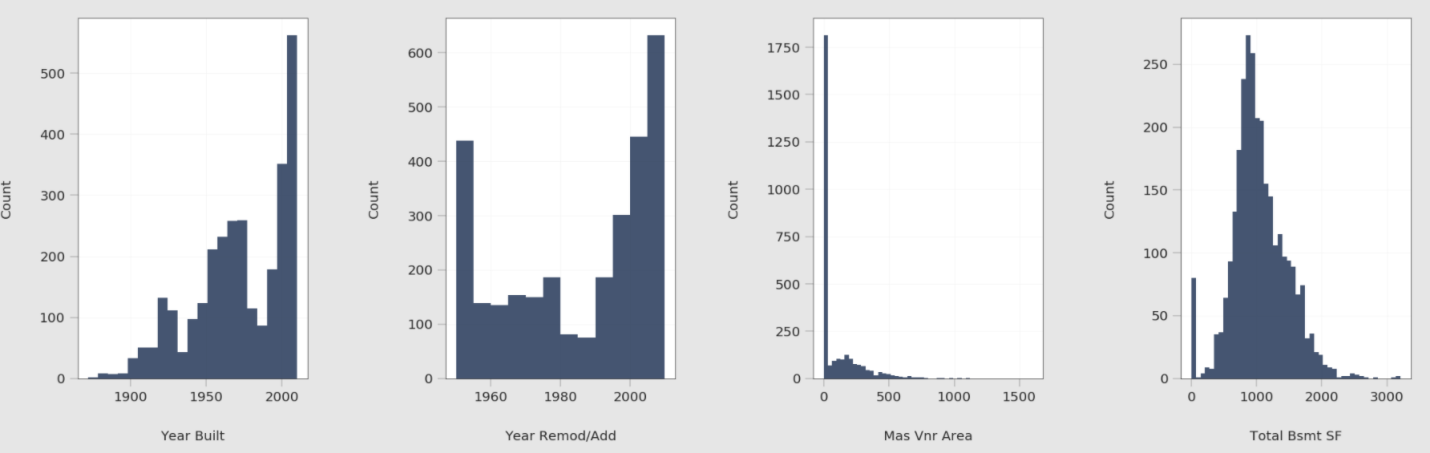 Count
500
400
300
200
100
0
1900 1950 2000
Year Built
Count
600
500
400
300
200
100
0
1960 1980 2000
Year Remod/Add
Count
1750
1500
1250
1000
750
500
250
0
0 500 1000 1500
Mas Vnr Area
Count
250
200
150
100
50
0
0 1000 2000 3000
Total Bsmt SF